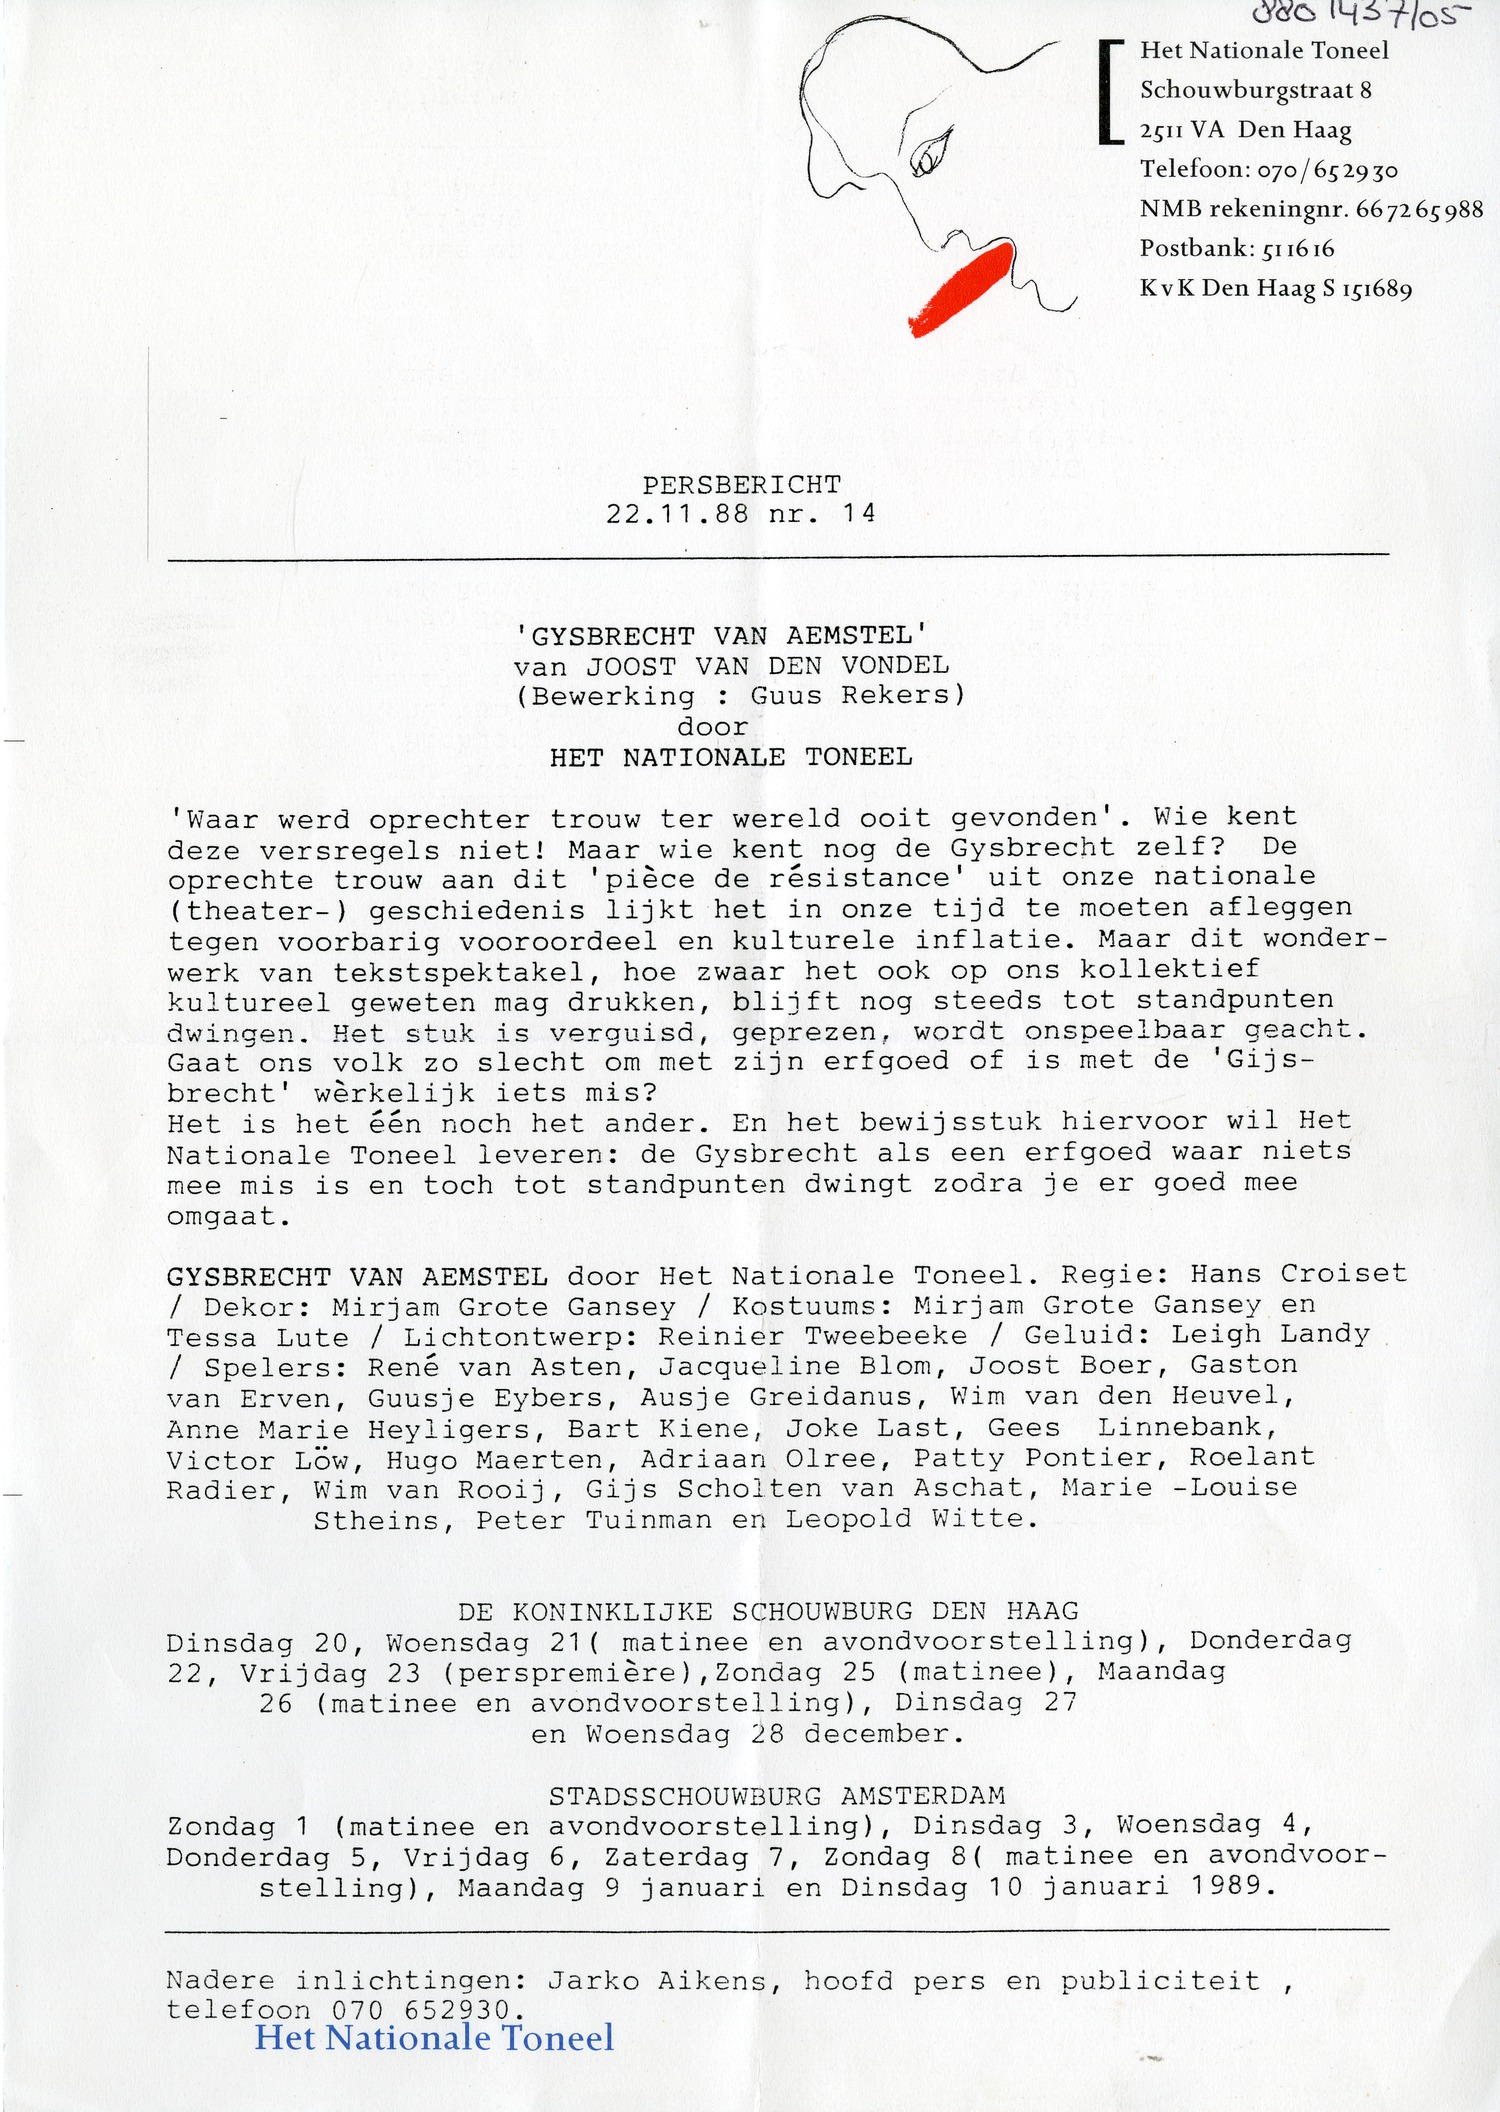 880 1437/05
Het Nationale Toneel
Schouwburgstraat 8
2511 VA Den Haag
Telefoon: 070/652930
NMB rekeningnr. 667265988
Postbank: 511616
KvK Den Haag S 151689
PERSBERICHT
22.11.88 nr. 14
'GYSBRECHT VAN AEMSTEL'
van JOOST VAN DEN VONDEL
(Bewerking : Guus Rekers)
door
HET NATIONALE TONEEL
'Waar werd oprechter trouw ter wereld ooit gevonden'. Wie kent
deze versregels niet! Maar wie kent nog de Gysbrecht zelf? De
oprechte trouw aan dit 'pièce de résistance' uit onze nationale
(theater-) geschiedenis lijkt het in onze tijd te moeten afleggen
tegen voorbarig vooroordeel en kulturele inflatie. Maar dit wonder-
werk van tekstspektakel, hoe zwaar het ook op ons kollektief
kultureel geweten mag drukken, blijft nog steeds tot standpunten
dwingen. Het stuk is verguisd, geprezen, wordt onspeelbaar geacht.
Gaat ons volk zo slecht om met zijn erfgoed of is met de 'Gijs-
brecht' wèrkelijk iets mis?
Het is het één noch het ander. En het bewijsstuk hiervoor wil Het
Nationale Toneel leveren: de Gysbrecht als een erfgoed waar niets
mee mis is en toch tot standpunten dwingt zodra je er goed mee
omgaat.
GYSBRECHT VAN AEMSTEL door Het Nationale Toneel. Regie: Hans Croiset
/ Dekor: Mirjam Grote Gansey / Kostuums: Mirjam Grote Gansey en
Tessa Lute / Lichtontwerp: Reinier Tweebeeke / Geluid: Leigh Landy
/ Spelers: René van Asten, Jacqueline Blom, Joost Boer, Gaston
van Erven, Guusje Eybers, Ausje Greidanus, Wim van den Heuvel,
Anne Marie Heyligers, Bart Kiene, Joke Last, Gees Linnebank,
Victor Löw, Hugo Maerten, Adriaan Olree, Patty Pontier, Roelant
Radier, Wim van Rooij, Gijs Scholten van Aschat, Marie -Louise
Stheins, Peter Tuinman en Leopold Witte.
DE KONINKLIJKE SCHOUWBURG DEN HAAG
Dinsdag 20, Woensdag 21( matinee en avondvoorstelling), Donderdag
22, Vrijdag 23 (perspremière),Zondag 25 (matinee), Maandag
26 (matinee en avondvoorstelling), Dinsdag 27
en Woensdag 28 december.
STADSSCHOUWBURG AMSTERDAM
Zondag 1 (matinee en avondvoorstelling), Dinsdag 3, Woensdag 4,
Donderdag 5, Vrijdag 6, Zaterdag 7, Zondag 8( matinee en avondvoor-
stelling), Maandag 9 januari en Dinsdag 10 januari 1989.
Nadere inlichtingen: Jarko Aikens, hoofd pers en publiciteit ,
telefoon 070 652930.
Het Nationale Toneel